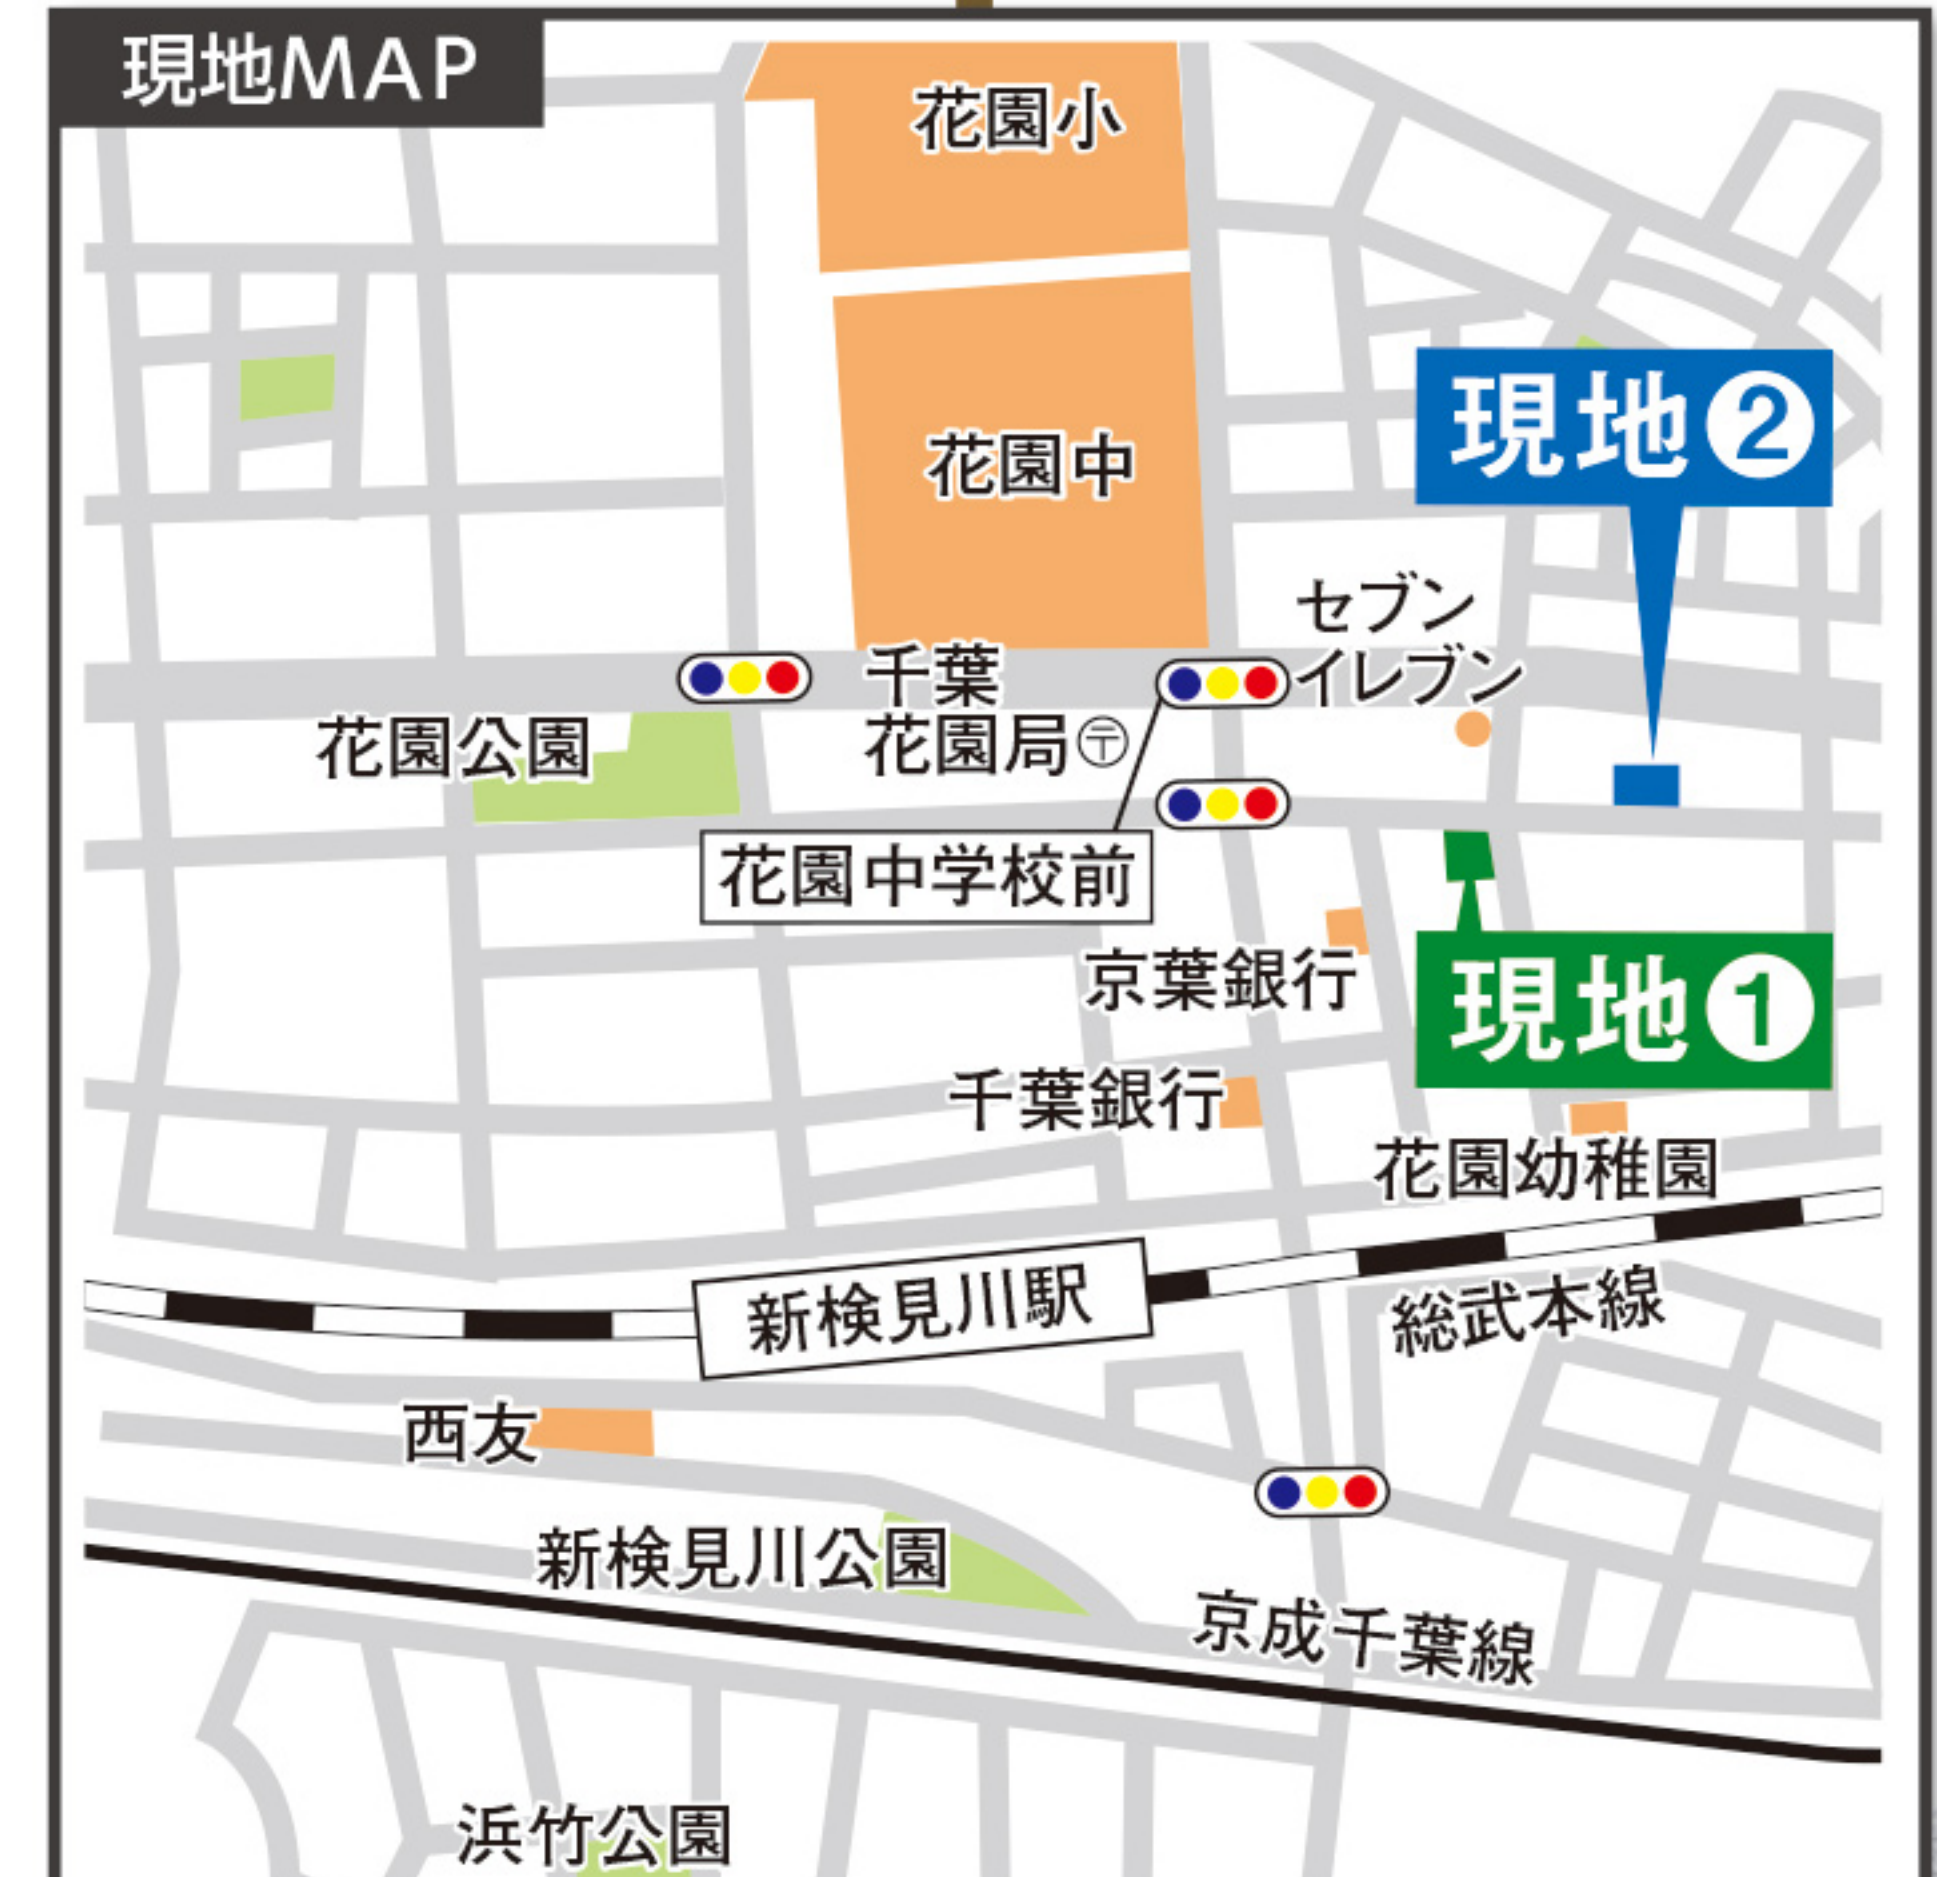 現地MAP
花園小
花園中
現地❷
セブン
イレブン
千葉
花園局〶
花園公園
花園中学校前
京葉銀行
現地❶
千葉銀行
花園幼稚園
新検見川駅
総武本線
西友
新検見川公園
京成千葉線
浜竹公園